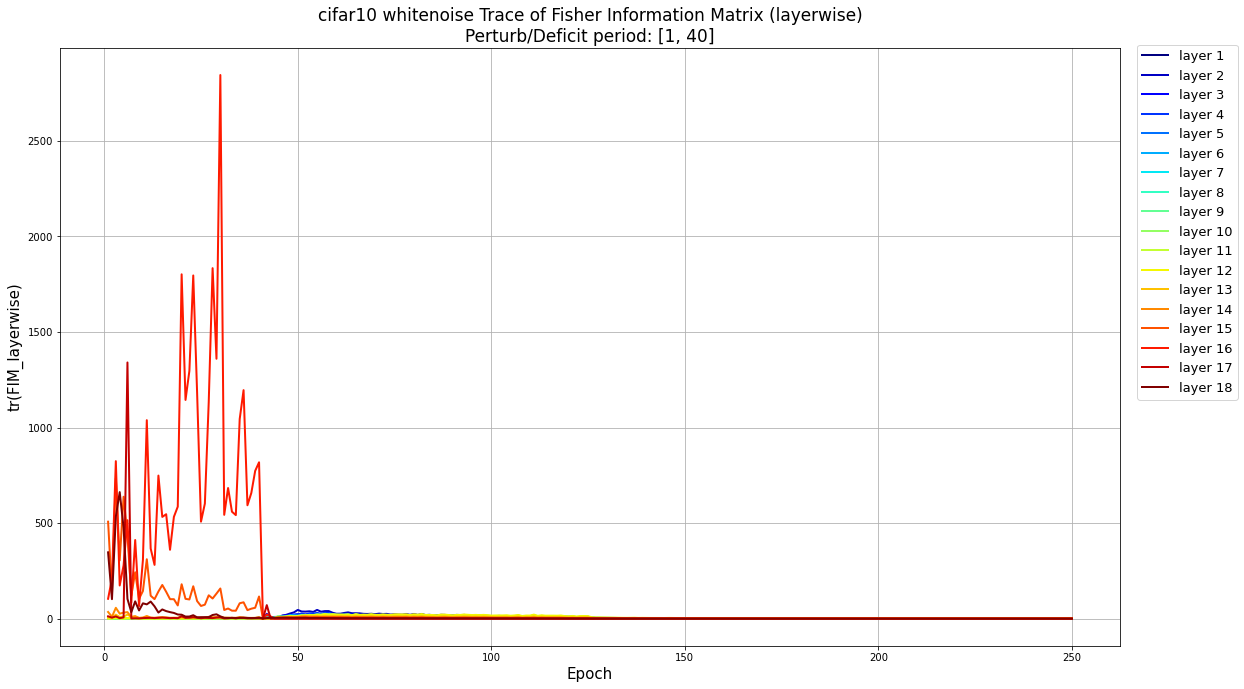 cifar10 whitenoise Trace of Fisher Information Matrix (layerwise)
Perturb/Deficit period: [1, 40]
tr(FIM_layerwise)
2500
2000
1500
1000
500
0
0
50
100
150
200
250
Epoch
layer 1
layer 2
layer 3
layer 4
layer 5
layer 6
layer 7
layer 8
layer 9
layer 10
layer 11
layer 12
layer 13
layer 14
layer 15
layer 16
layer 17
layer 18